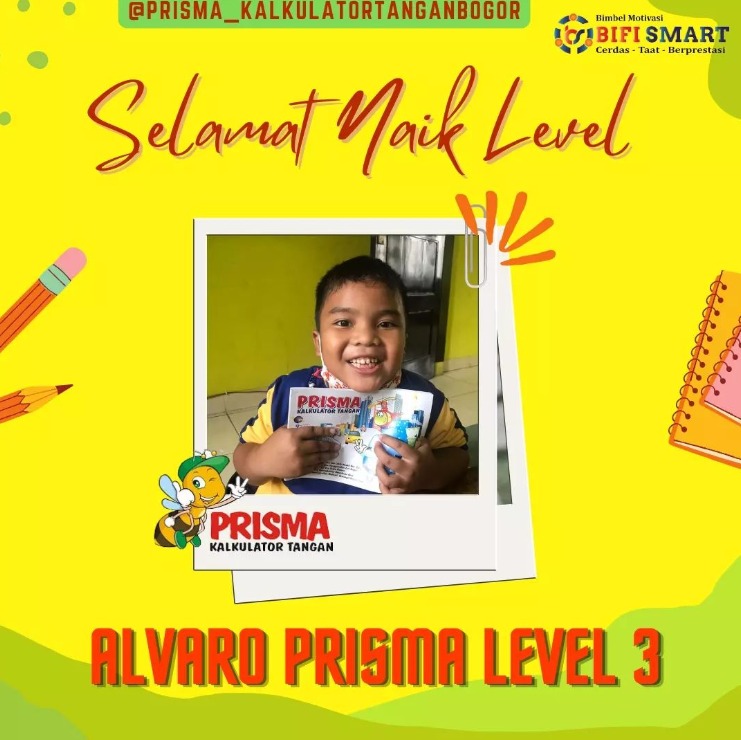 @PRISMA_KALKULATORTANGANBOGOR
Bimbel Motivasi
BIFI SMART
Cerdas - Taat - Berprestasi
Selamat Naik Level
PRISMA
KALKULATOR TANGAN
PRISMA
KALKULATOR TANGAN
ALVARO PRISMA LEVEL 3